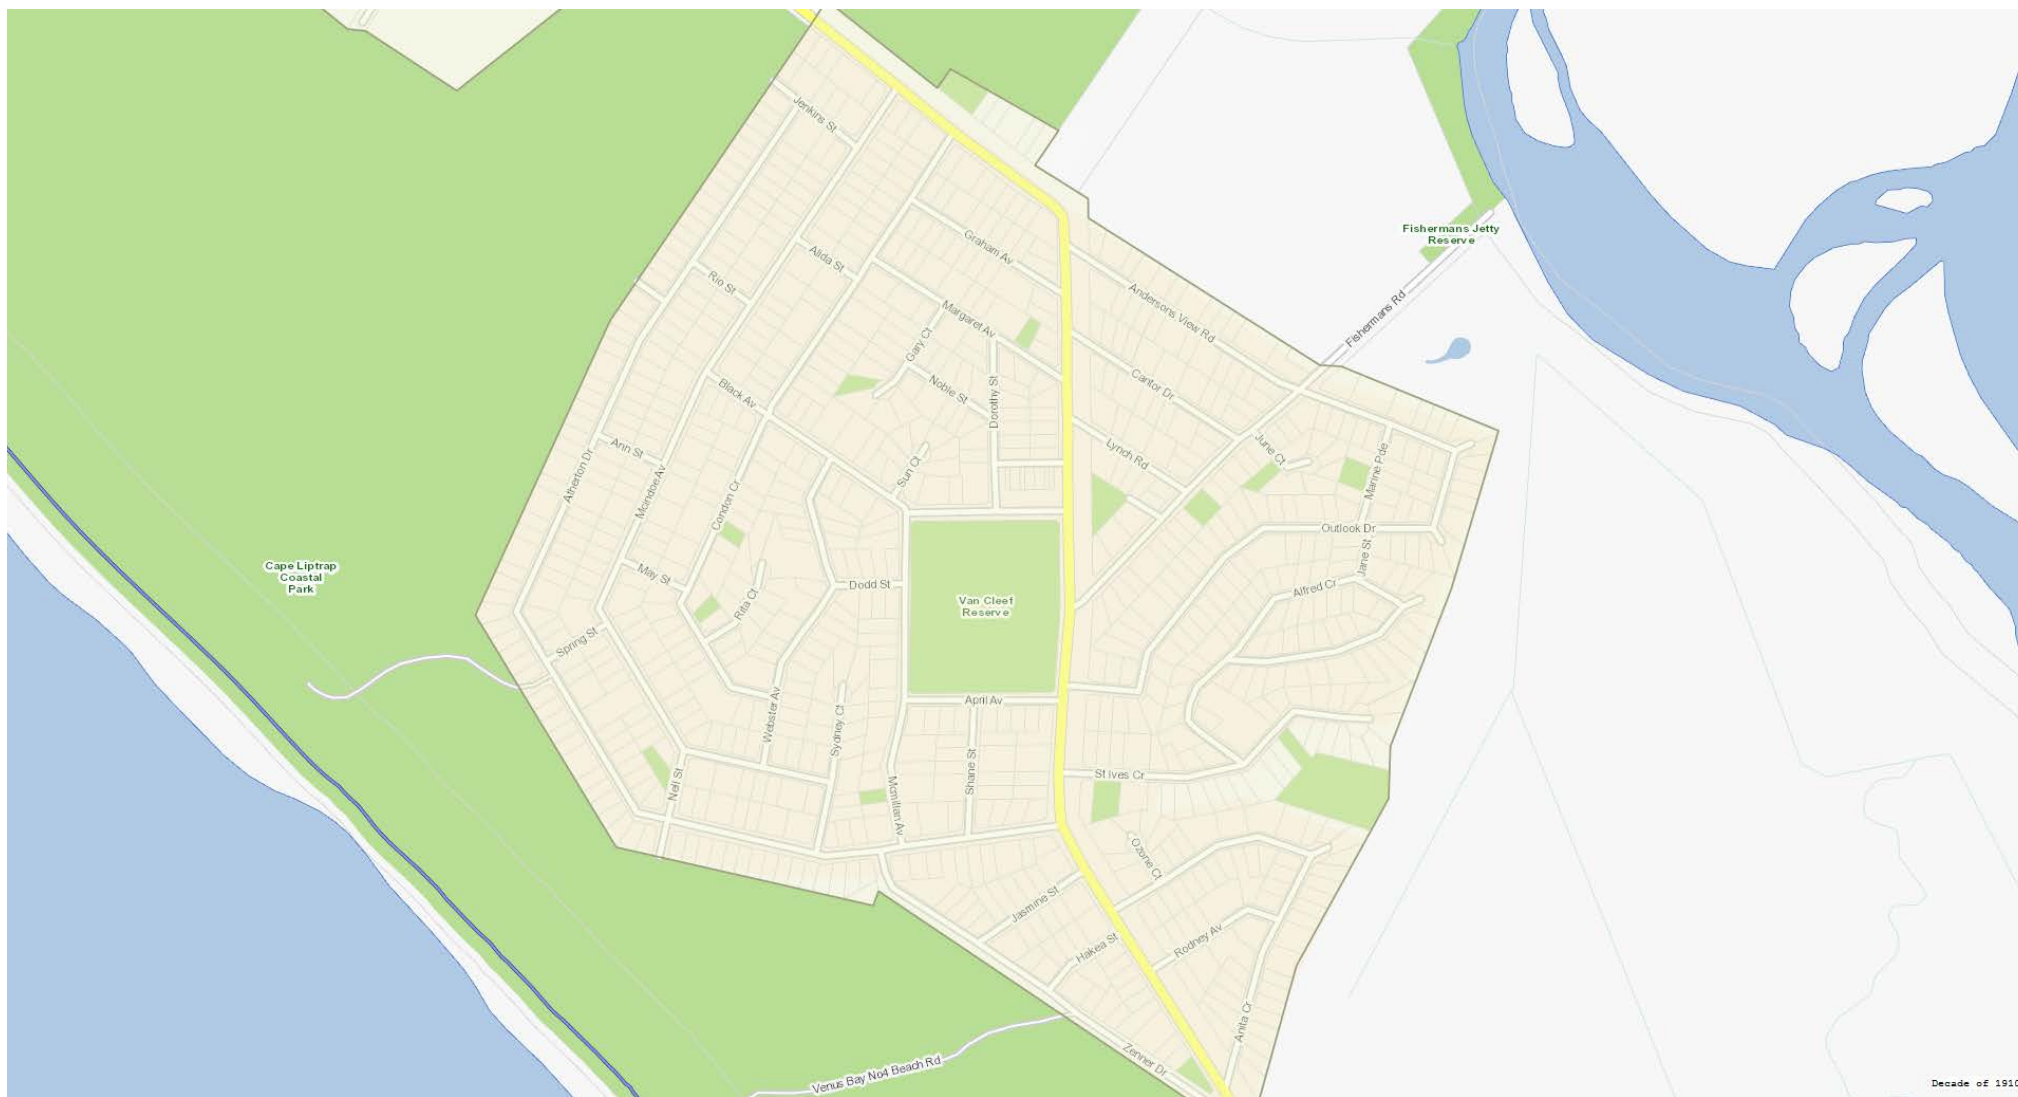 Jenkins St
Graham Av
Alida St
Rio St
Fishermans Jetty
Reserve
Andersons View Rd
Fishermans Rd
Margaret Av
Gary Ct
Noble St
Dorothy St
Cantor Dr
Black Av
Ann St
Atherton Dr
Mcindoe Av
Condon Cr
Sun Ct
Lynch Rd
June Ct
Marine Pde
Outlook Dr
Jane St
Alfred Cr
Cape Liptrap
Coastal
Park
May St
Rita Ct
Dodd St
Van Cleef
Reserve
Spring St
Webster Av
Sydney Ct
April Av
Nell St
Mcmillan Av
Shane St
St Ives Cr
Ozone Ct
Jasmine St
Hakea St
Rodney Av
Anita Cr
Zenner Dr
Venus Bay No4 Beach Rd
Decade of 1910